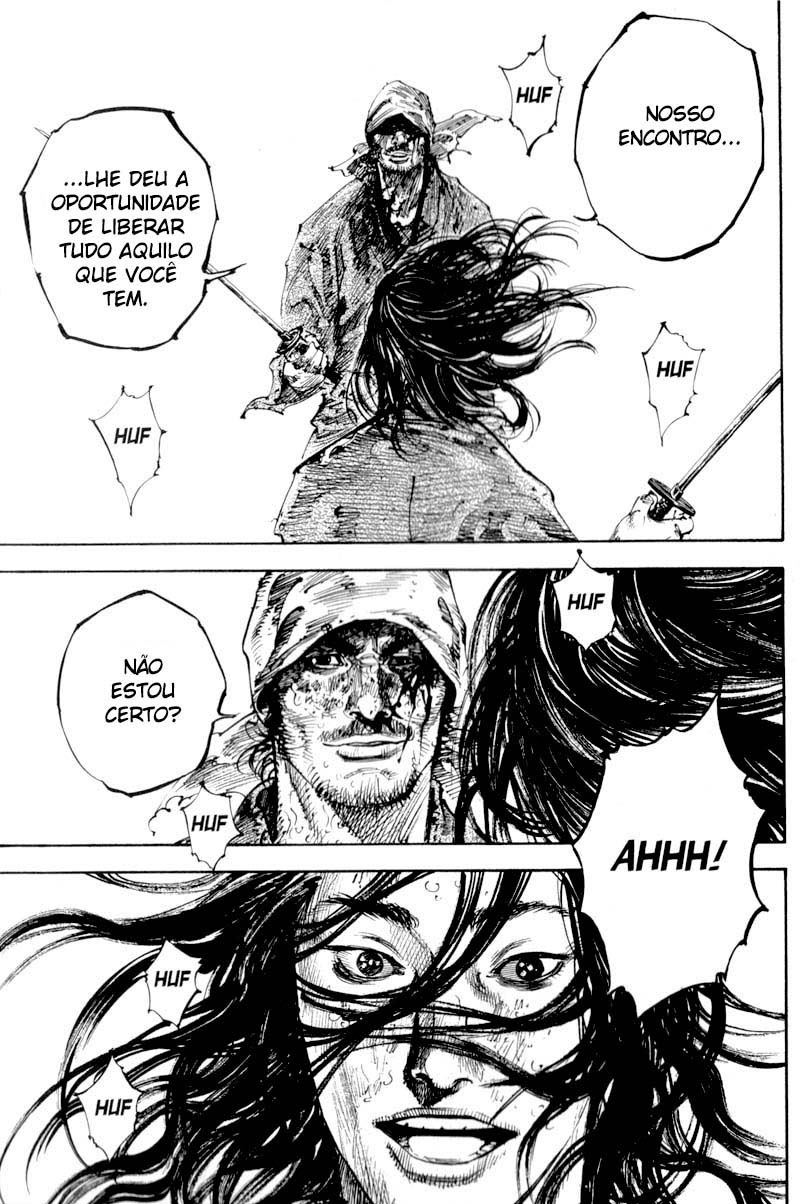 NOSSO
ENCONTRO...
HUF
...LHE DEU A
OPORTUNIDADE
DE LIBERAR
TUDO AQUILO
QUE VOCÊ
TEM.
HUF
HUF
HUF
NÃO
ESTOU
CERTO?
HUF
AHHH!
HUF
HUF